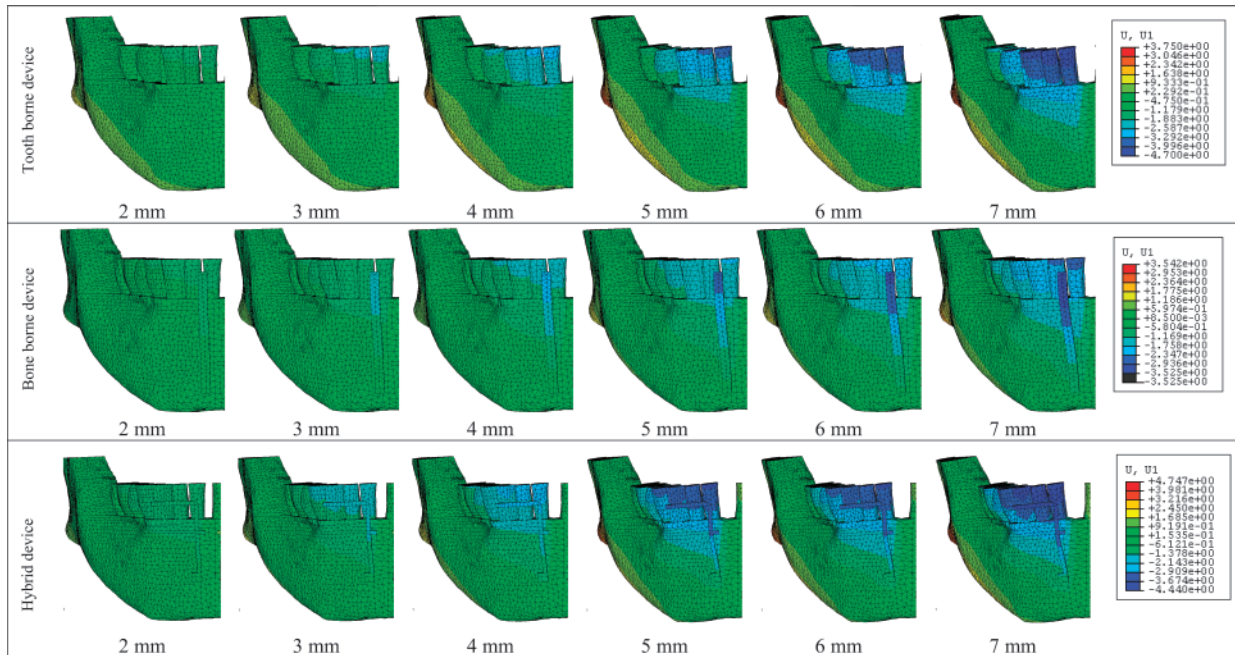 Tooth borne device
U, U1
+3.750e+00
+3.046e+00
+2.342e+00
+1.638e+00
+9.333e-01
+2.292e-01
-4.750e-01
-1.179e+00
-1.883e+00
-2.587e+00
-3.292e+00
-3.996e+00
-4.700e+00
2 mm 3 mm 4 mm 5 mm 6 mm 7 mm
Bone borne device
U, U1
+3.542e+00
+2.953e+00
+2.364e+00
+1.775e+00
+1.186e+00
+5.974e-01
+8.500e-03
-5.804e-01
-1.169e+00
-1.758e+00
-2.347e+00
-2.936e+00
-3.525e+00
-3.525e+00
2 mm 3 mm 4 mm 5 mm 6 mm 7 mm
Hybrid device
U, U1
+4.747e+00
+3.981e+00
+3.216e+00
+2.450e+00
+1.685e+00
+9.191e-01
+1.535e-01
-6.121e-01
-1.378e+00
-2.143e+00
-2.909e+00
-3.674e+00
-4.440e+00
2 mm 3 mm 4 mm 5 mm 6 mm 7 mm